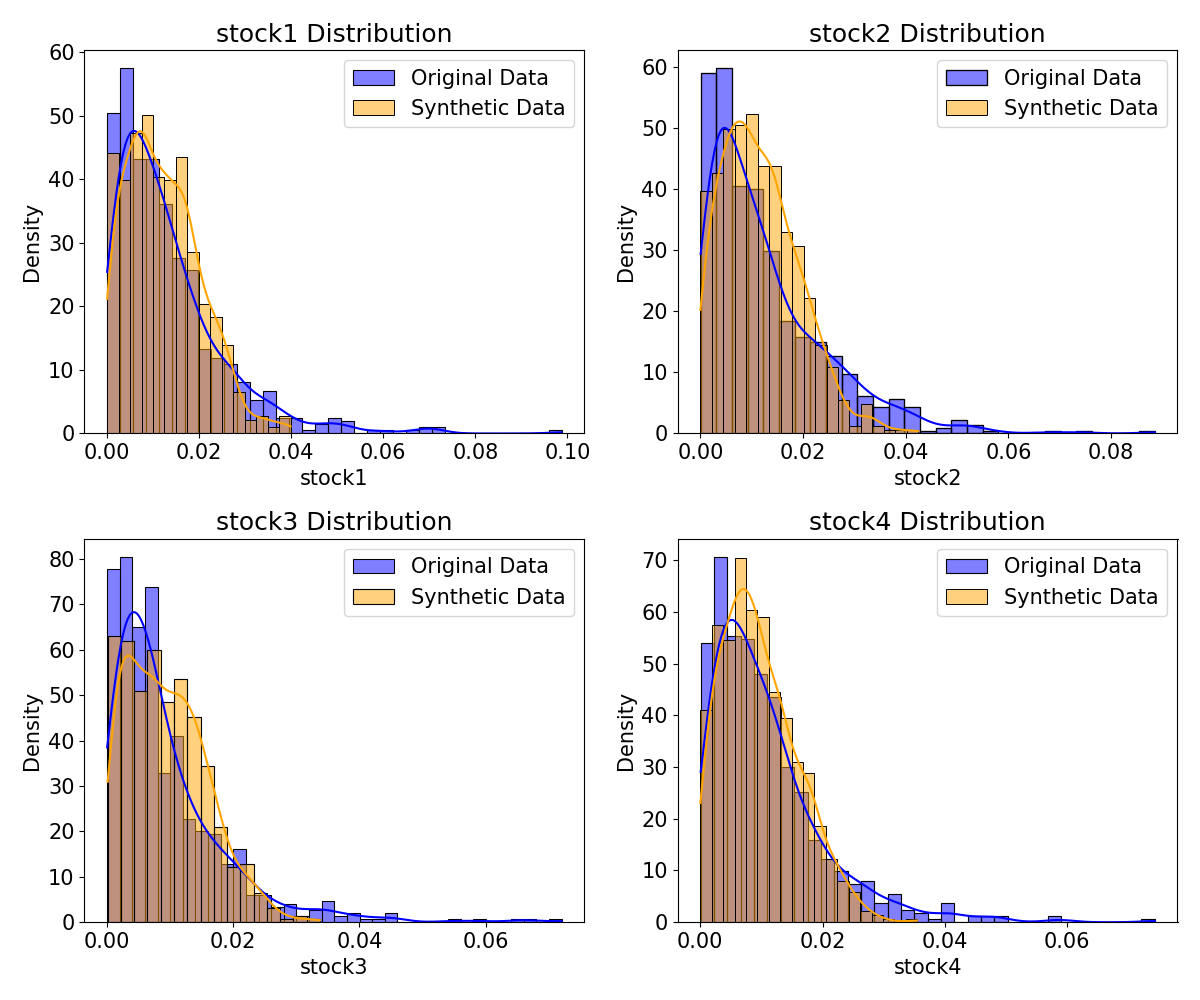 stock1 Distribution
60
50
40
30
20
10
0
Density
Original Data
Synthetic Data
0.00 0.02 0.04 0.06 0.08 0.10
stock1
stock2 Distribution
60
50
40
30
20
10
0
Density
Original Data
Synthetic Data
0.00 0.02 0.04 0.06 0.08
stock2
stock3 Distribution
80
70
60
50
40
30
20
10
0
Density
Original Data
Synthetic Data
0.00 0.02 0.04 0.06
stock3
stock4 Distribution
70
60
50
40
30
20
10
0
Density
Original Data
Synthetic Data
0.00 0.02 0.04 0.06
stock4